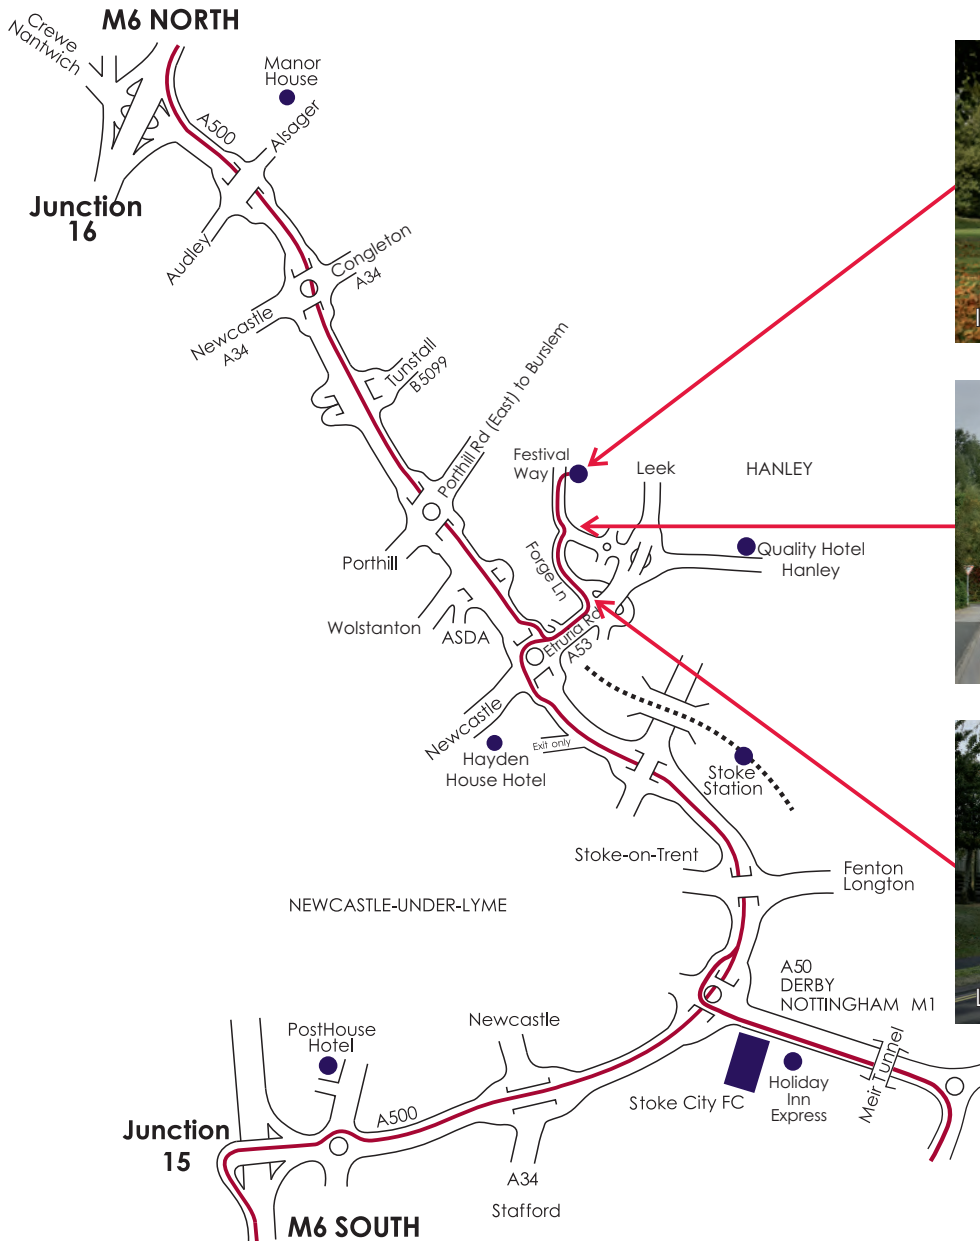 M6 NORTH
Crewe
Nantwich
Manor
House
A500
Alsager
Junction
16
Audley
Congleton
A34
Newcastle
A34
Tunstall
B5099
Porthill Rd (East) to Burslem
Festival
Way
Leek
HANLEY
Quality Hotel
Hanley
Porthill
Forge Ln
Wolstanton
ASDA
Etruria Rd
A53
Newcastle
Exit only
Hayden
House Hotel
Stoke
Station
Stoke-on-Trent
Fenton
Longton
NEWCASTLE-UNDER-LYME
A50
DERBY
NOTTINGHAM M1
Newcastle
PostHouse
Hotel
Meir Tunnel
Stoke City FC
Holiday
Inn
Express
A500
Junction
15
A34
Stafford
M6 SOUTH